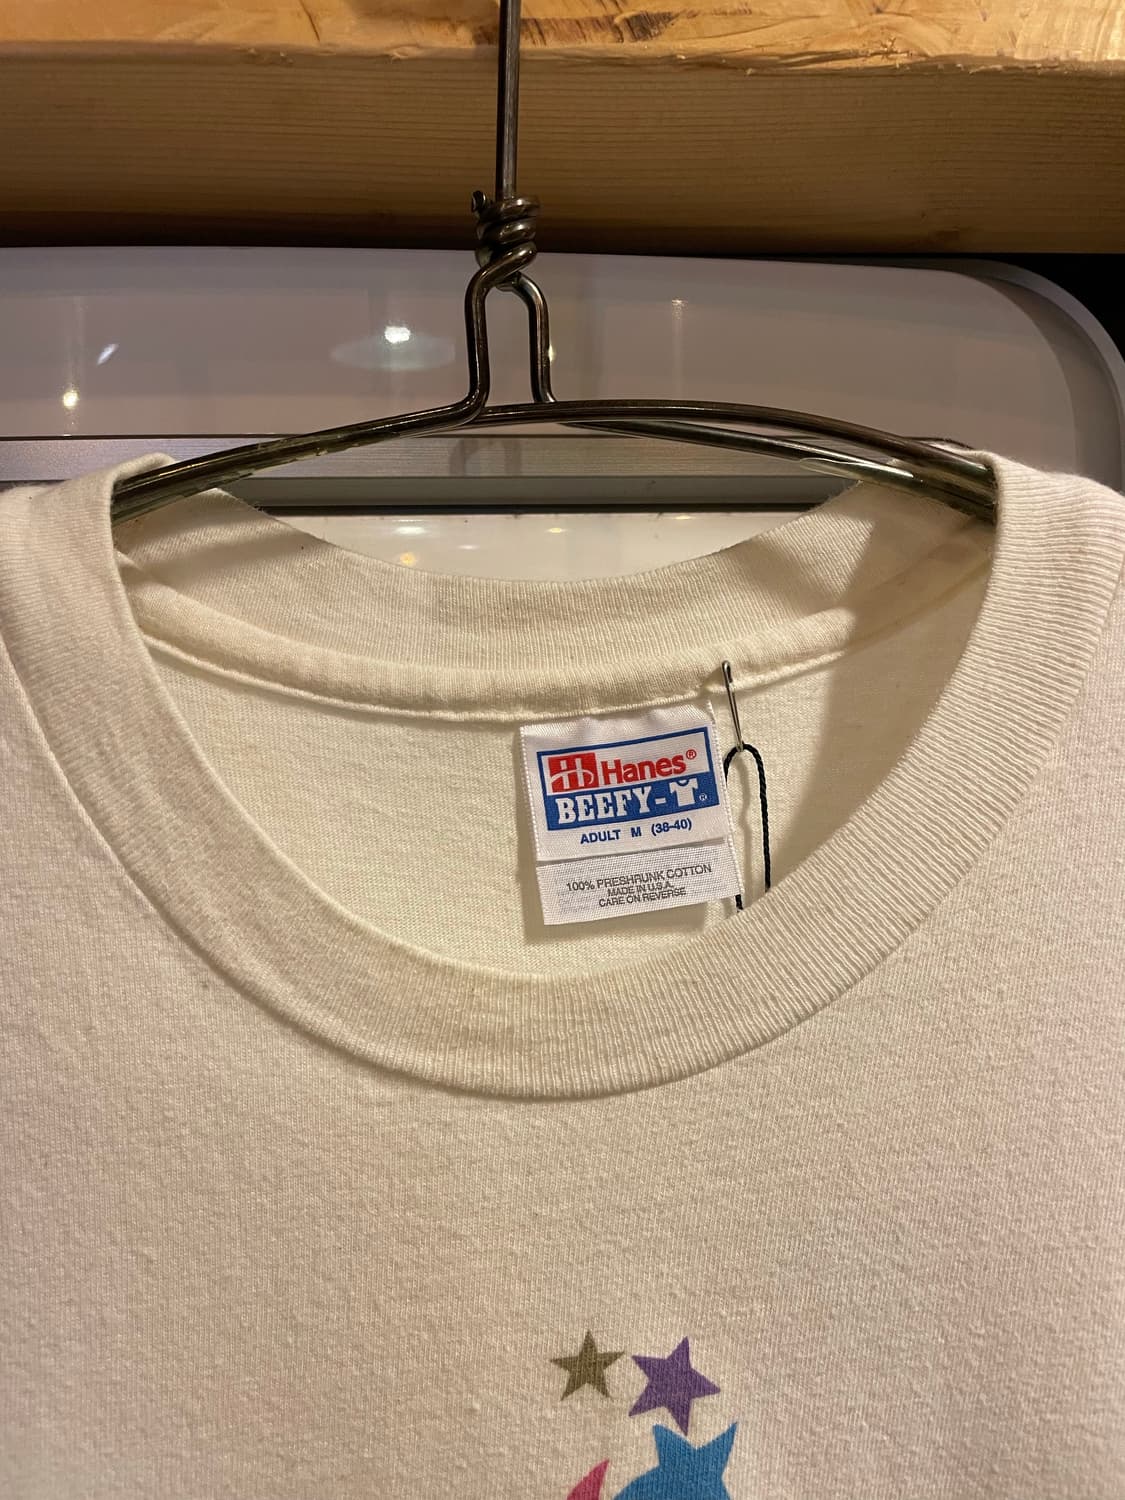 Hanes®
BEEFY-T®
ADULT M (38-40)
100% PRESHRUNK COTTON
MADE IN U.S.A.
CARE ON REVERSE